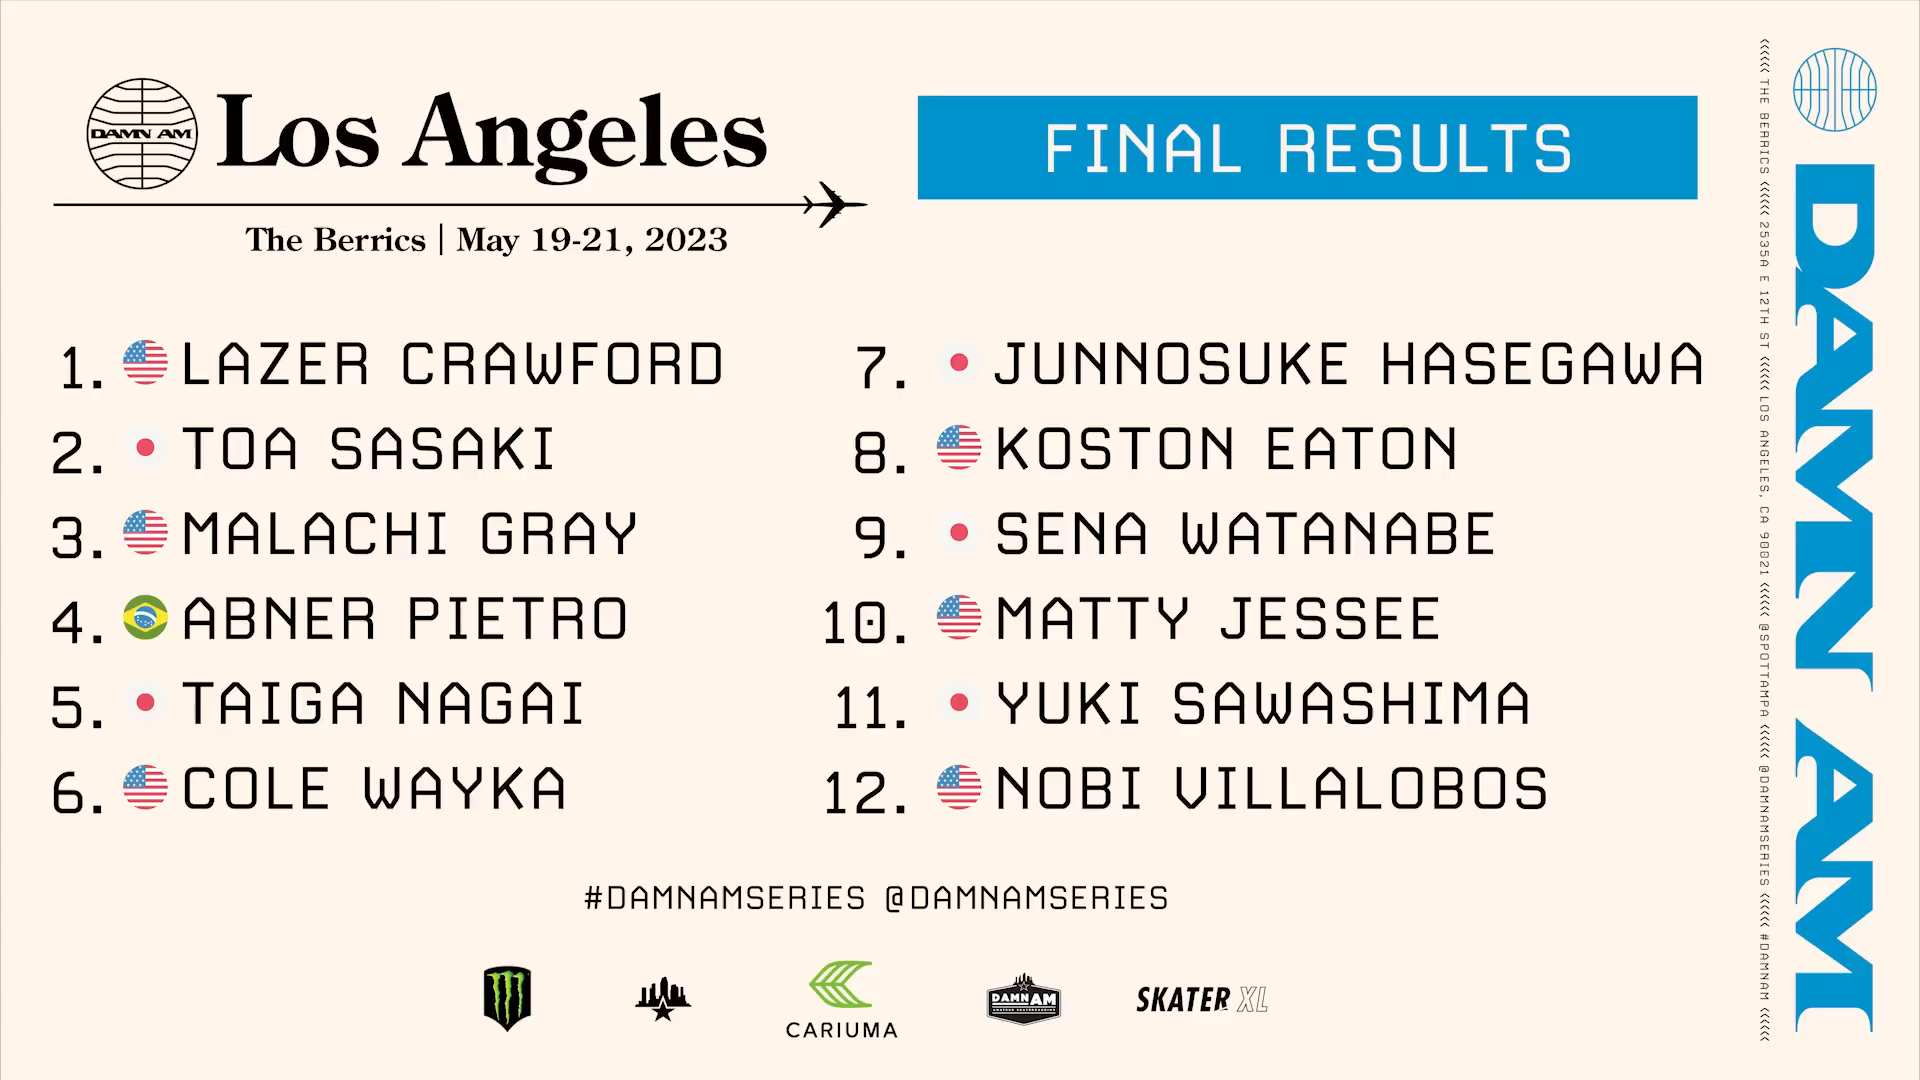 DAMN AM
Los Angeles
The Berrics | May 19-21, 2023
FINAL RESULTS
1. LAZER CRAWFORD
2. TOA SASAKI
3. MALACHI GRAY
4. ABNER PIETRO
5. TAIGA NAGAI
6. COLE WAYKA
7. JUNNOSUKE HASEGAWA
8. KOSTON EATON
9. SENA WATANABE
10. MATTY JESSEE
11. YUKI SAWASHIMA
12. NOBI VILLALOBOS
#DAMNAMSERIES @DAMNAMSERIES
CARIUMA
DAMN AM
AMATEUR SKATEBOARDING
SKATER XL
<<<<< THE BERRICS <<<<< 2535A E 12TH ST <<<<< LOS ANGELES, CA 90021 <<<<< @SPOTTAMPA <<<<< @DAMNAMSERIES <<<<< #DAMNAM <<<<<
DAMN AM